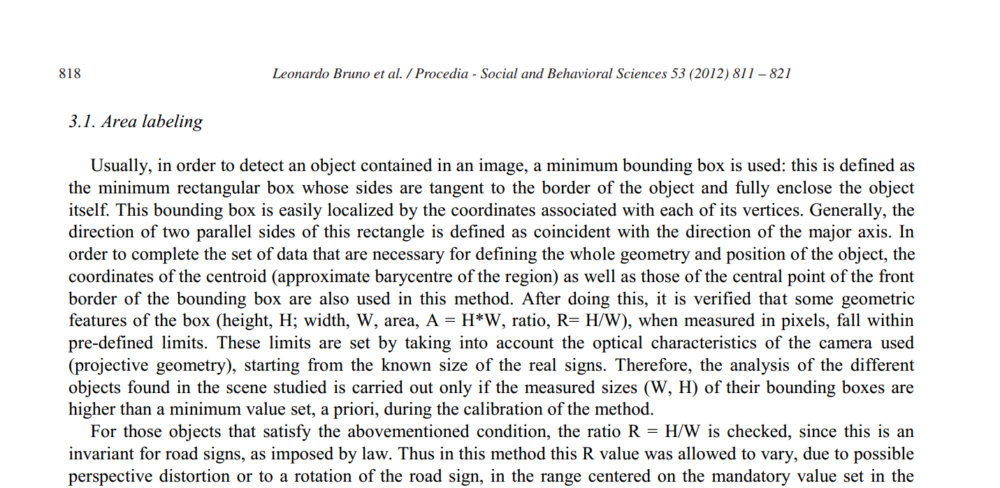 818
Leonardo Bruno et al. / Procedia - Social and Behavioral Sciences 53 (2012) 811 – 821
3.1. Area labeling
Usually, in order to detect an object contained in an image, a minimum bounding box is used: this is defined as
the minimum rectangular box whose sides are tangent to the border of the object and fully enclose the object
itself. This bounding box is easily localized by the coordinates associated with each of its vertices. Generally, the
direction of two parallel sides of this rectangle is defined as coincident with the direction of the major axis. In
order to complete the set of data that are necessary for defining the whole geometry and position of the object, the
coordinates of the centroid (approximate barycentre of the region) as well as those of the central point of the front
border of the bounding box are also used in this method. After doing this, it is verified that some geometric
features of the box (height, H; width, W, area, A = H*W, ratio, R= H/W), when measured in pixels, fall within
pre-defined limits. These limits are set by taking into account the optical characteristics of the camera used
(projective geometry), starting from the known size of the real signs. Therefore, the analysis of the different
objects found in the scene studied is carried out only if the measured sizes (W, H) of their bounding boxes are
higher than a minimum value set, a priori, during the calibration of the method.
For those objects that satisfy the abovementioned condition, the ratio R = H/W is checked, since this is an
invariant for road signs, as imposed by law. Thus in this method this R value was allowed to vary, due to possible
perspective distortion or to a rotation of the road sign, in the range centered on the mandatory value set in the